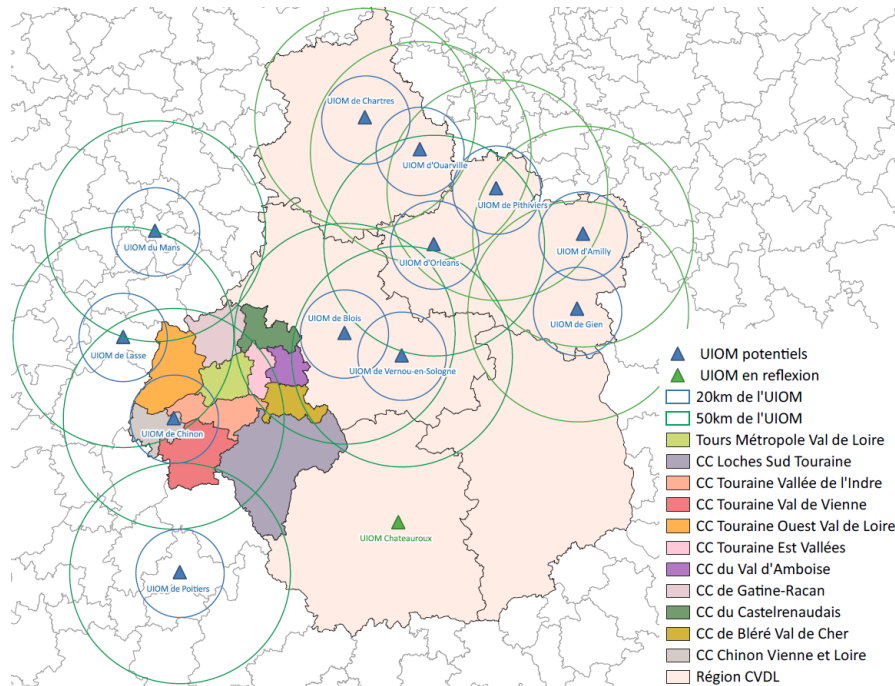 UIOM de Chartres
UIOM d'Ouarville
UIOM de Pithiviers
UIOM du Mans
UIOM d'Orleans
UIOM d'Amilly
UIOM de Blois
UIOM de Gien
UIOM de Lasse
UIOM de Vernou-en-Sologne
UIOM de Chinon
UIOM Chateauroux
UIOM de Poitiers
UIOM potentiels
UIOM en reflexion
20km de l'UIOM
50km de l'UIOM
Tours Métropole Val de Loire
CC Loches Sud Touraine
CC Touraine Vallée de l'Indre
CC Touraine Val de Vienne
CC Touraine Ouest Val de Loire
CC Touraine Est Vallées
CC du Val d'Amboise
CC de Gatine-Racan
CC du Castelrenaudais
CC de Bléré Val de Cher
CC Chinon Vienne et Loire
Région CVDL